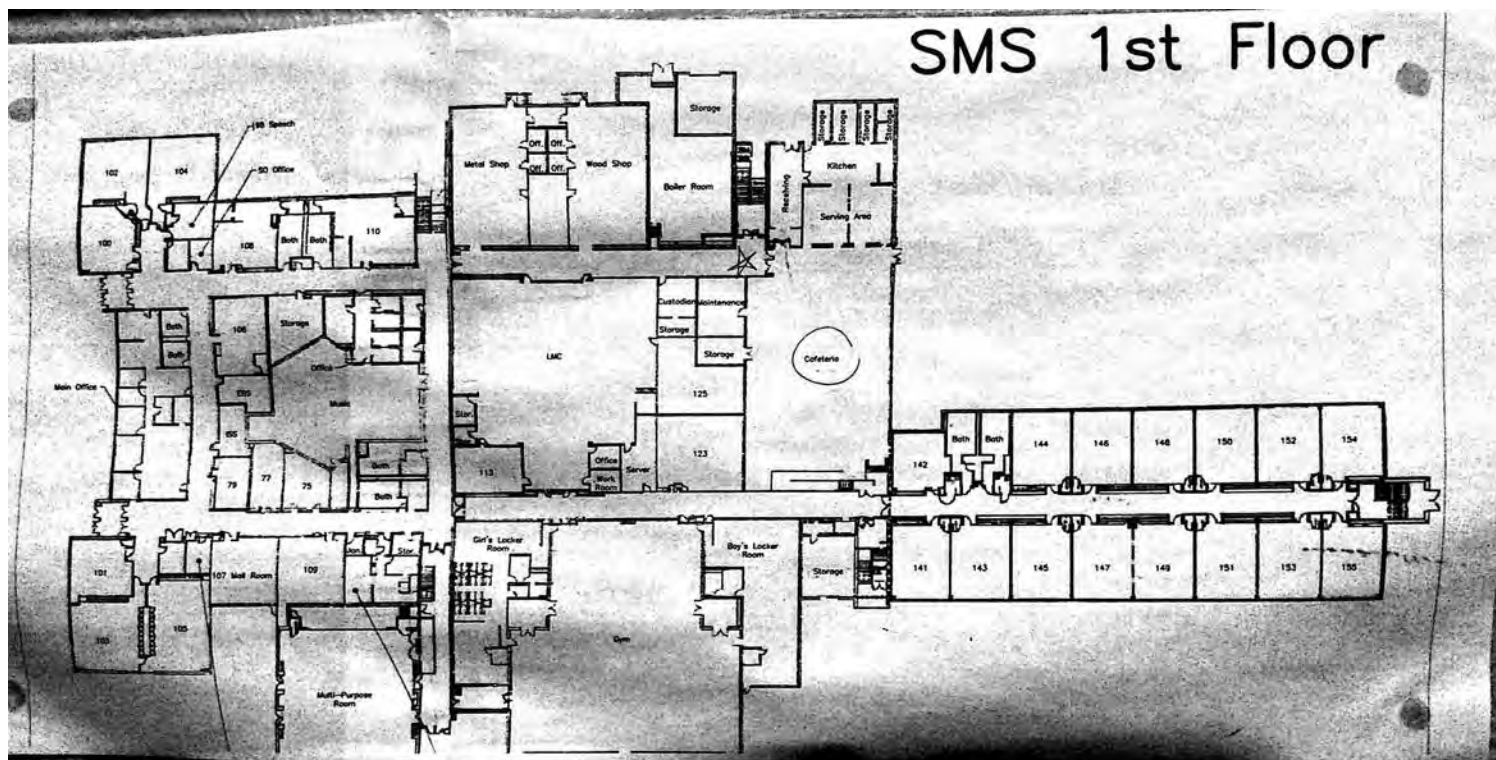 SMS 1st Floor
Speech
SO Office
102
104
100
108
Bath
Bath
110
Metal Shop
Off.
Off.
Off.
Off.
Wood Shop
Storage
Boiler Room
Receiving
Storage
Storage
Storage
Storage
Kitchen
Serving Area
Main Office
Bath
Bath
106
Storage
Office
Music
79
77
75
Bath
Bath
LMC
Custodian
Maintenance
Storage
Storage
125
123
Stor.
113
Office
Work
Room
Server
Cafeteria
142
Bath
Bath
144
146
148
150
152
154
101
103
105
107 Mail Room
109
Jan.
Stor.
Multi-Purpose
Room
Girl's Locker
Room
Gym
Boy's Locker
Room
Storage
141
143
145
147
149
151
153
155